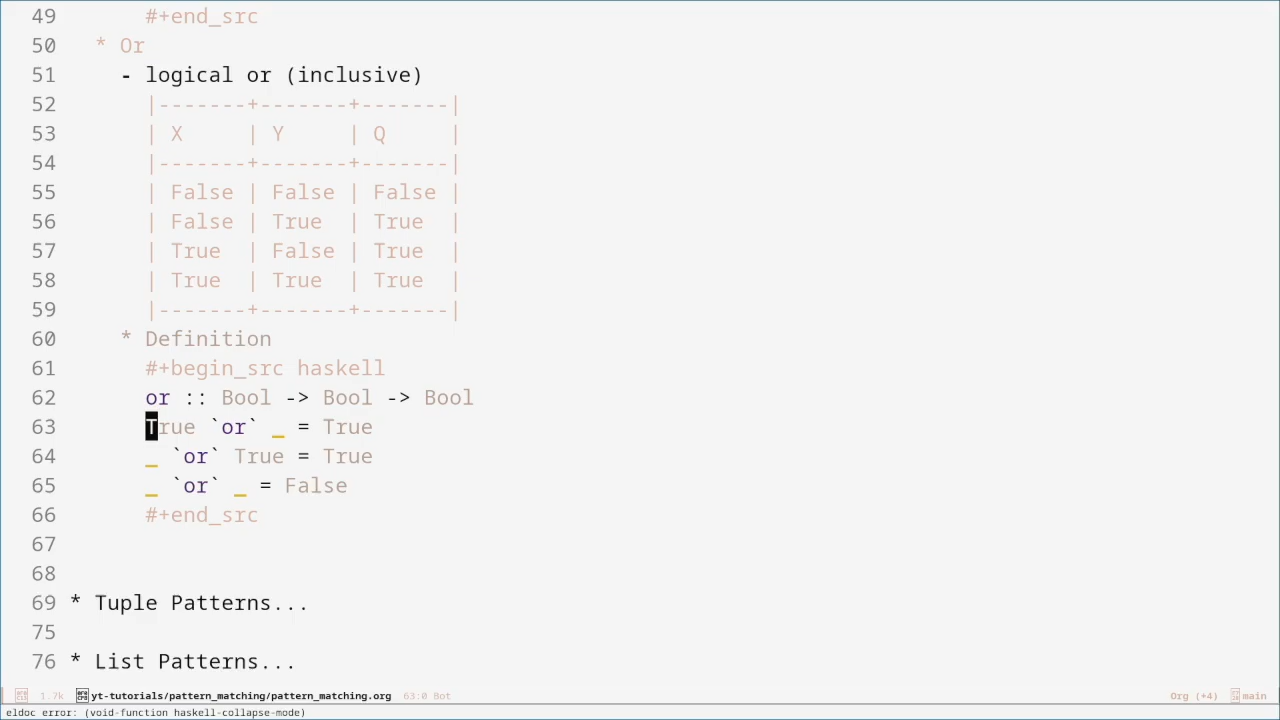 49 #+end_src
50 * Or
51 - logical or (inclusive)
52 |-------+-------+-------|
53 | X | Y | Q |
54 |-------+-------+-------|
55 | False | False | False |
56 | False | True | True |
57 | True | False | True |
58 | True | True | True |
59 |-------+-------+-------|
60 * Definition
61 #+begin_src haskell
62 or :: Bool -> Bool -> Bool
63 True `or` _ = True
64 _ `or` True = True
65 _ `or` _ = False
66 #+end_src
67
68
69 * Tuple Patterns...
75
76 * List Patterns...
1.7k yt-tutorials/pattern_matching/pattern_matching.org 63:0 Bot Org (+4) main
eldoc error: (void-function haskell-collapse-mode)